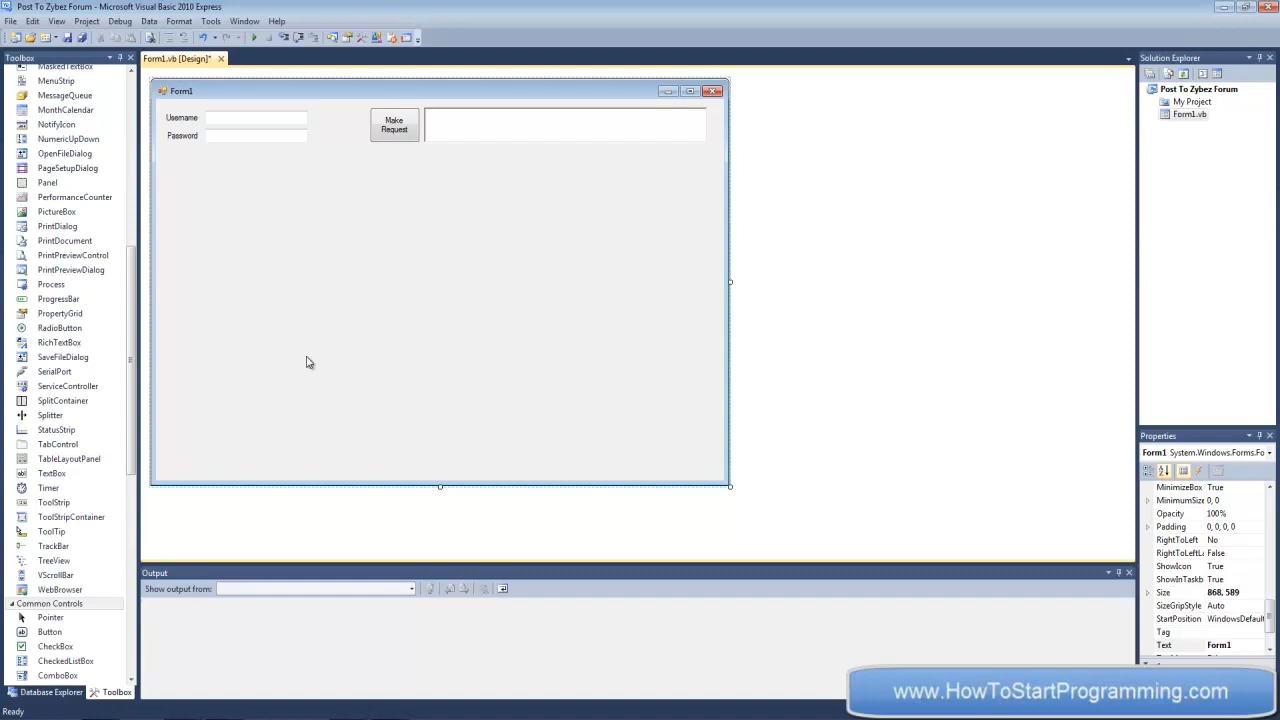 Post To Zybez Forum - Microsoft Visual Basic 2010 Express
File Edit View Project Debug Data Format Tools Window Help
Toolbox
MaskedTextBox
MenuStrip
MessageQueue
MonthCalendar
NotifyIcon
NumericUpDown
OpenFileDialog
PageSetupDialog
Panel
PerformanceCounter
PictureBox
PrintDialog
PrintDocument
PrintPreviewControl
PrintPreviewDialog
Process
ProgressBar
PropertyGrid
RadioButton
RichTextBox
SaveFileDialog
SerialPort
ServiceController
SplitContainer
Splitter
StatusStrip
TabControl
TableLayoutPanel
TextBox
Timer
ToolStrip
ToolStripContainer
ToolTip
TrackBar
TreeView
VScrollBar
WebBrowser
Common Controls
Pointer
Button
CheckBox
CheckedListBox
ComboBox
Database Explorer Toolbox
Ready
Form1.vb [Design]*
Form1
Username
Password
Make
Request
Output
Show output from:
Solution Explorer
Post To Zybez Forum
My Project
Form1.vb
Properties
Form1 System.Windows.Forms.Fo
MinimizeBox True
MinimumSize 0, 0
Opacity 100%
Padding 0, 0, 0, 0
RightToLeft No
RightToLeftLa False
ShowIcon True
ShowInTaskb True
Size 868, 589
SizeGripStyle Auto
StartPosition WindowsDefault
Tag
Text Form1
www.HowToStartProgramming.com